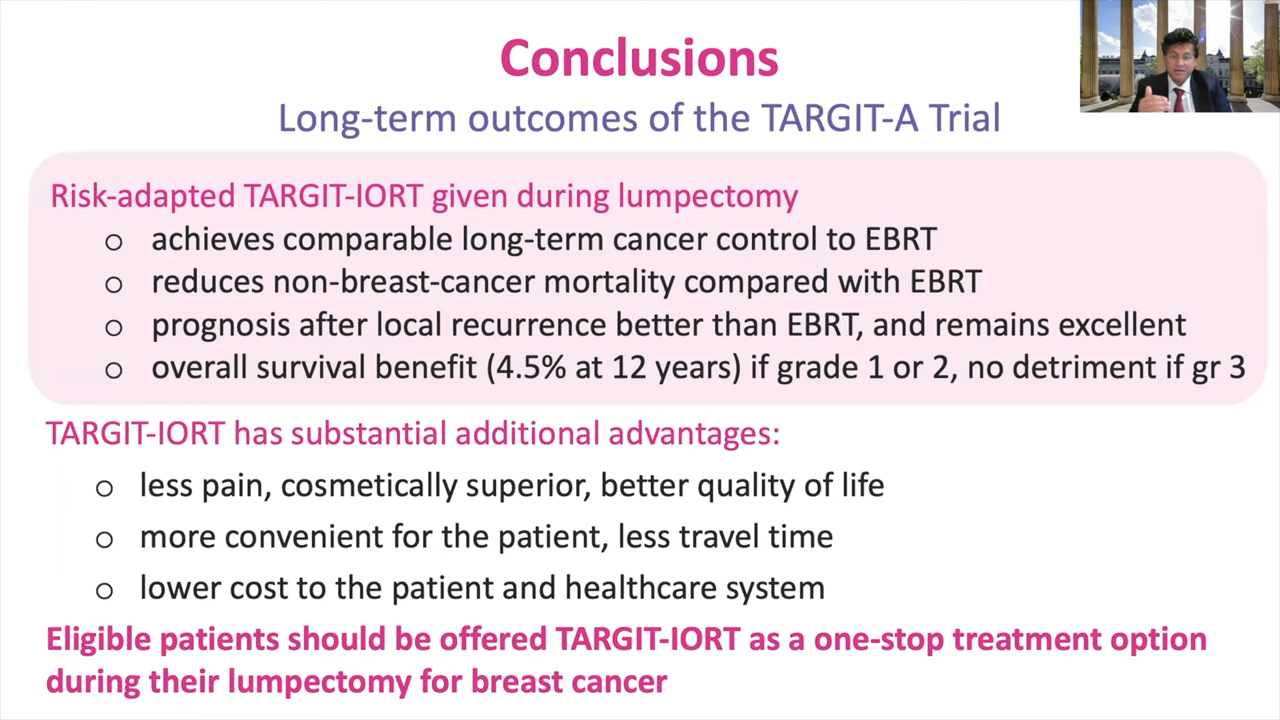 Conclusions
Long-term outcomes of the TARGIT-A Trial
Risk-adapted TARGIT-IORT given during lumpectomy
o achieves comparable long-term cancer control to EBRT
o reduces non-breast-cancer mortality compared with EBRT
o prognosis after local recurrence better than EBRT, and remains excellent
o overall survival benefit (4.5% at 12 years) if grade 1 or 2, no detriment if gr 3
TARGIT-IORT has substantial additional advantages:
o less pain, cosmetically superior, better quality of life
o more convenient for the patient, less travel time
o lower cost to the patient and healthcare system
Eligible patients should be offered TARGIT-IORT as a one-stop treatment option
during their lumpectomy for breast cancer